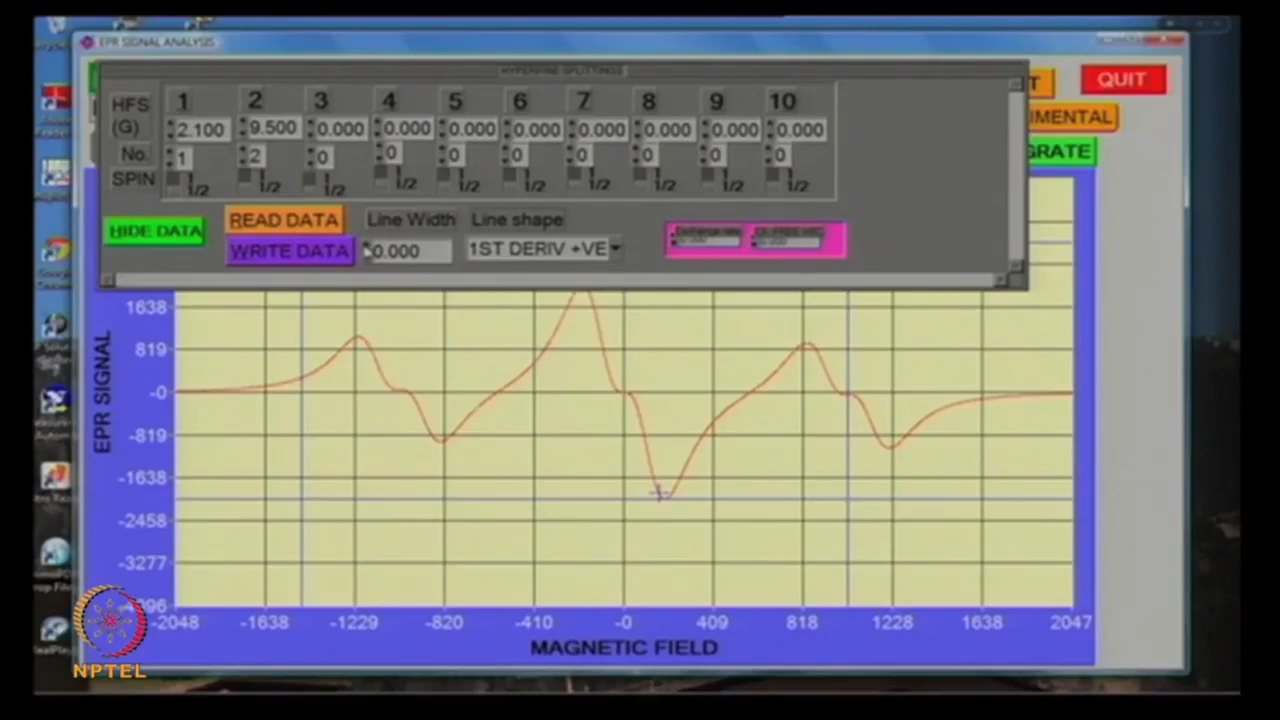 EPR SIGNAL ANALYSIS
HYPERFINE SPLITTINGS
QUIT
T
IMENTAL
GRATE
HFS 1 2 3 4 5 6 7 8 9 10
(G) 2.100 9.500 0.000 0.000 0.000 0.000 0.000 0.000 0.000 0.000
No. 1 2 0 0 0 0 0 0 0 0
SPIN 1/2 1/2 1/2 1/2 1/2 1/2 1/2 1/2 1/2 1/2
HIDE DATA
READ DATA
WRITE DATA
Line Width
0.000
Line shape
1ST DERIV +VE
EPR SIGNAL
1638
819
-0
-819
-1638
-2458
-3277
-4096
-2048 -1638 -1229 -820 -410 -0 409 818 1228 1638 2047
MAGNETIC FIELD
NPTEL